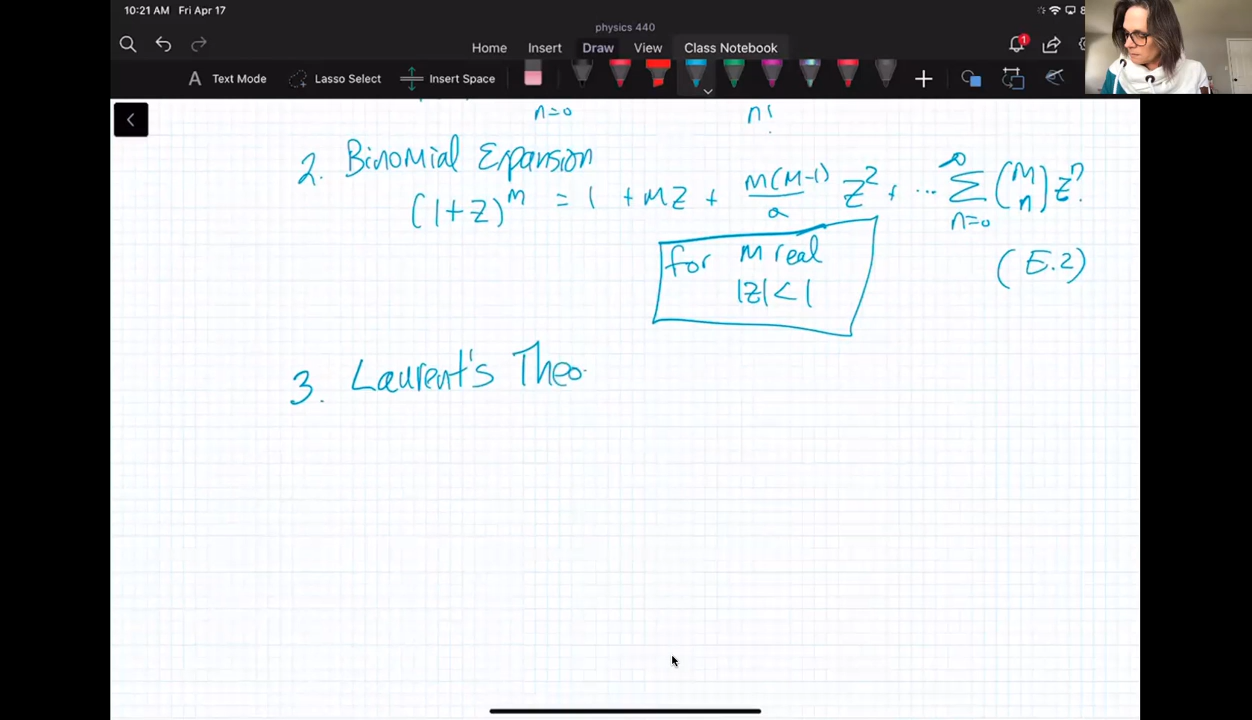 10:21 AM Fri Apr 17
physics 440
Home Insert Draw View Class Notebook
1
A Text Mode Lasso Select Insert Space
n=0 n!
2. Binomial Expansion
(1+z)^m = 1 + mz + m(m-1)/2 z^2 + ... ∞ Σ n=0 (m n) z^n.
for m real
|z| < 1
(5.2)
3. Laurent's Theo